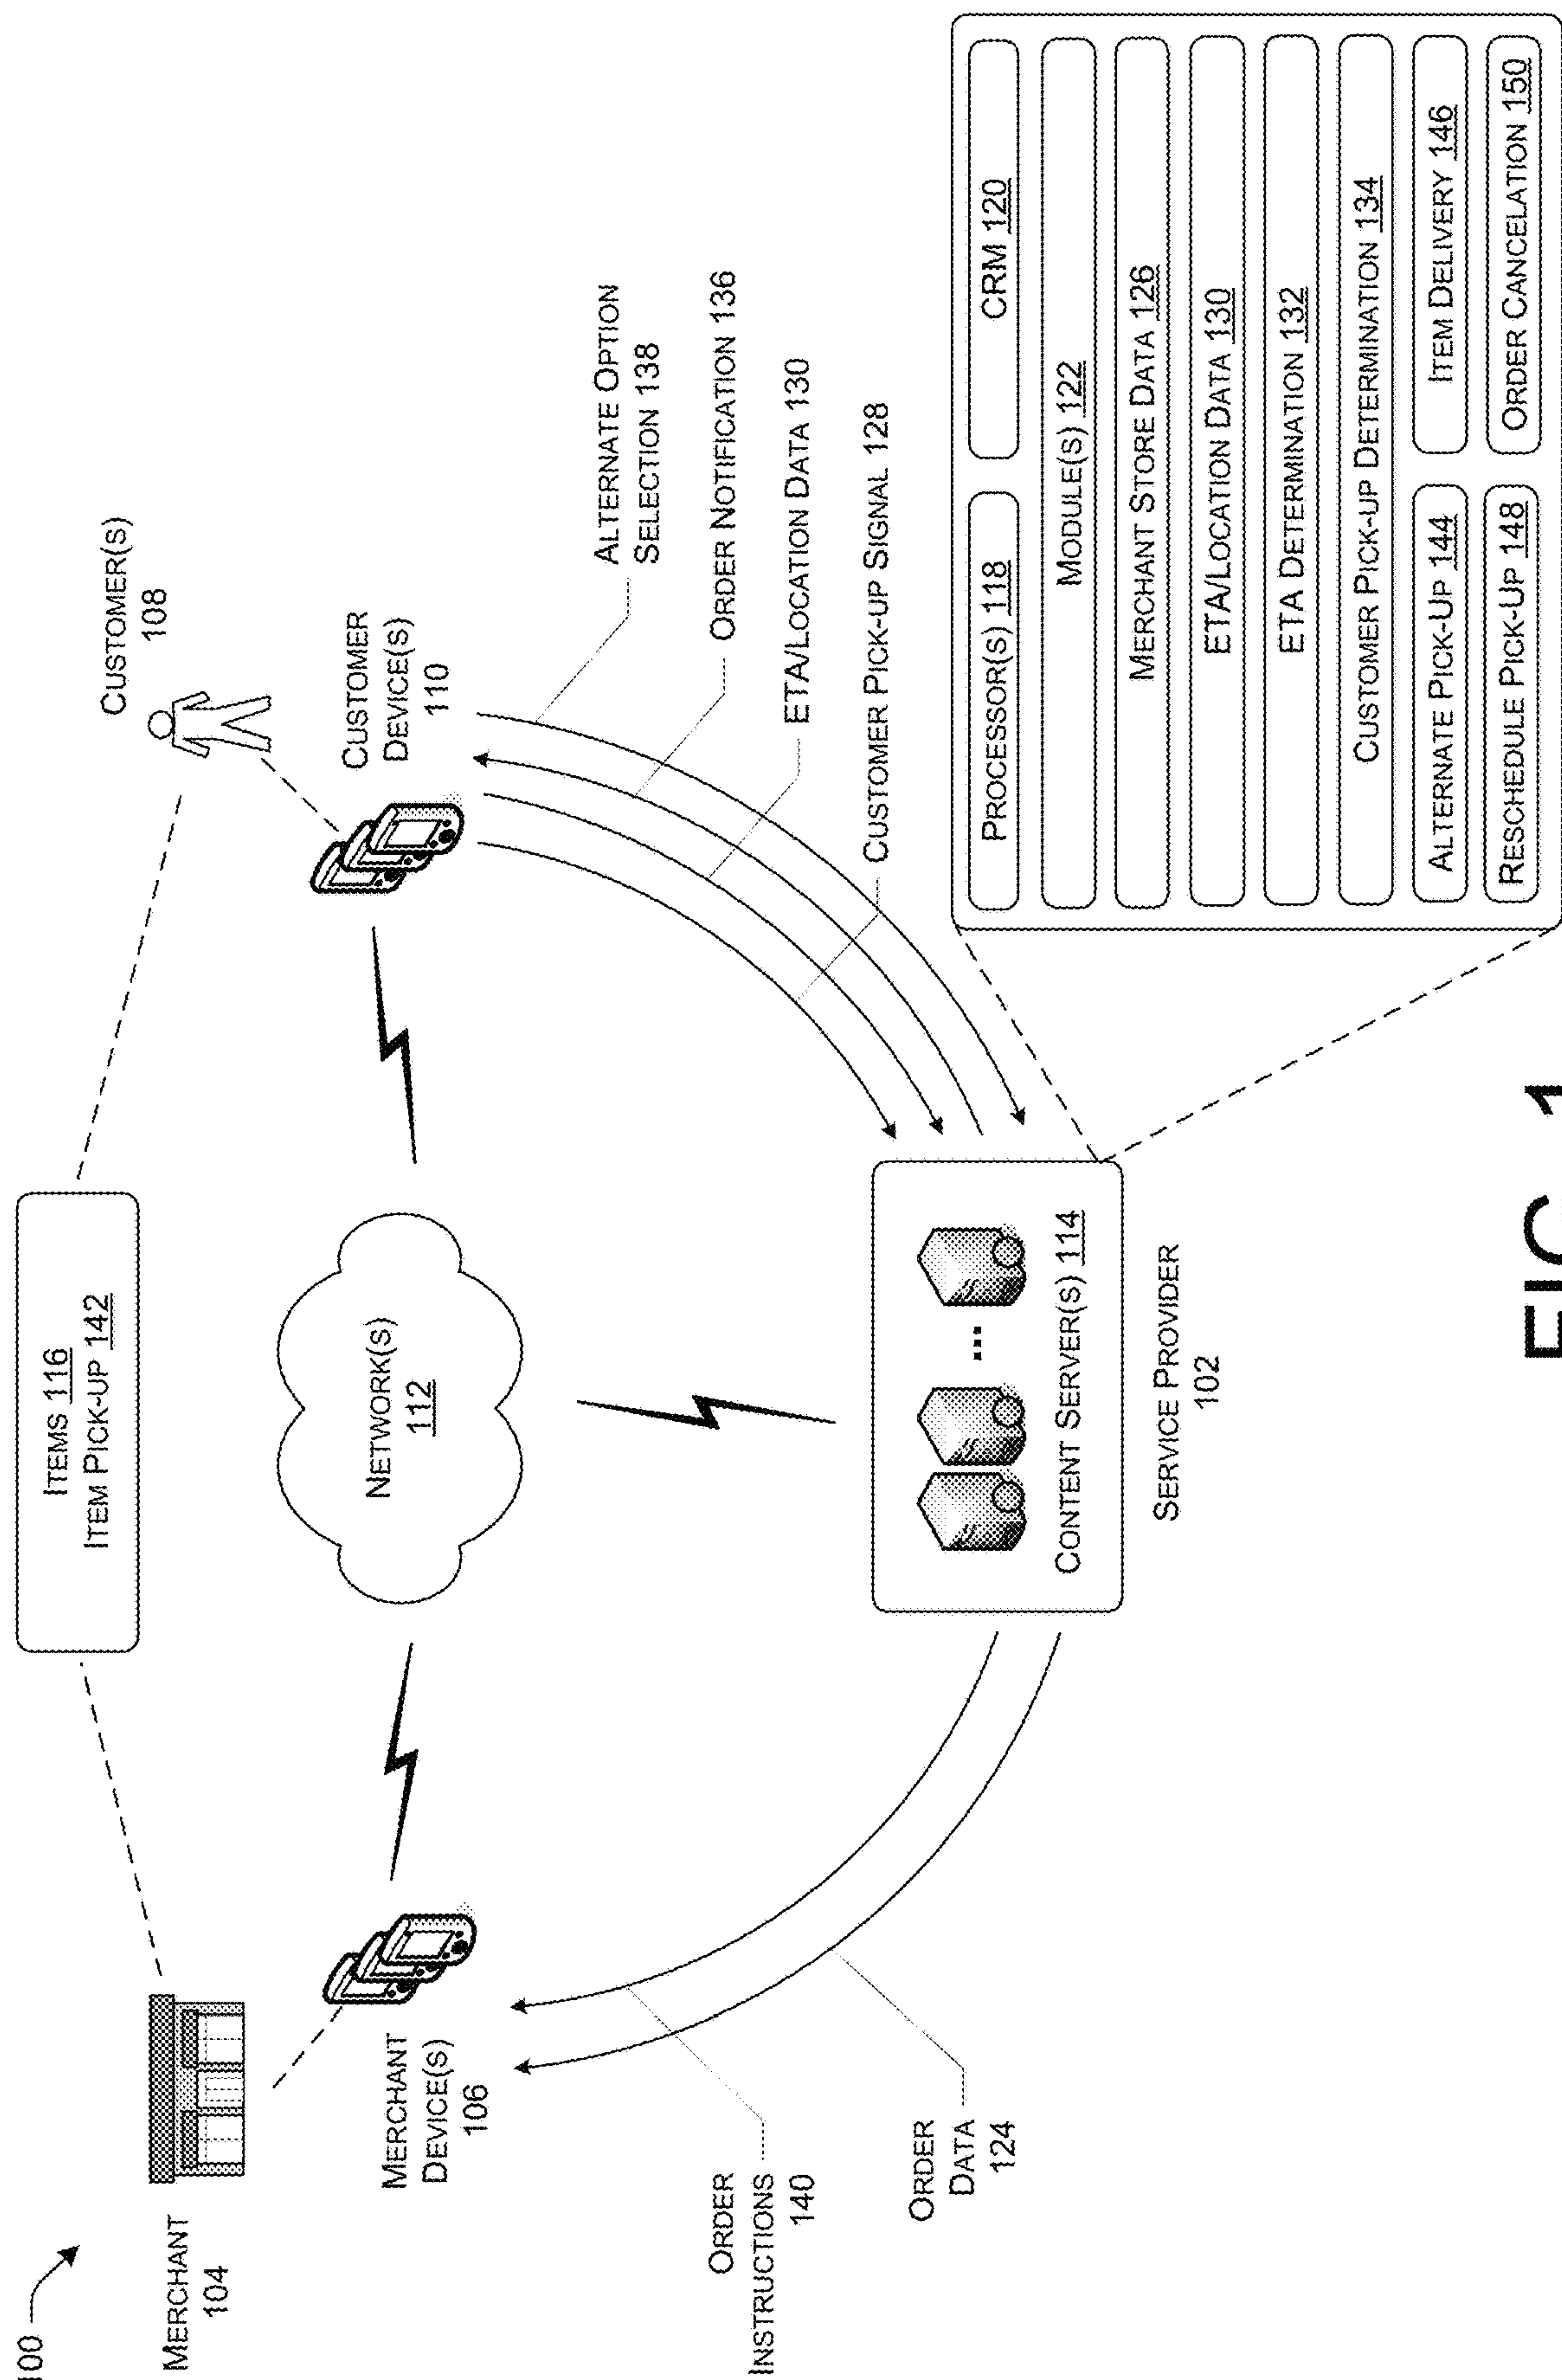 100
MERCHANT
104
ITEMS 116
ITEM PICK-UP 142
CUSTOMER(S)
108
MERCHANT
DEVICE(S)
106
NETWORK(S)
112
CUSTOMER
DEVICE(S)
110
ORDER
INSTRUCTIONS
140
ORDER
DATA
124
ALTERNATE OPTION
SELECTION 138
ORDER NOTIFICATION 136
ETA/LOCATION DATA 130
CUSTOMER PICK-UP SIGNAL 128
...
CONTENT SERVER(S) 114
SERVICE PROVIDER
102
PROCESSOR(S) 118
CRM 120
MODULE(S) 122
MERCHANT STORE DATA 126
ETA/LOCATION DATA 130
ETA DETERMINATION 132
CUSTOMER PICK-UP DETERMINATION 134
ALTERNATE PICK-UP 144
ITEM DELIVERY 146
RESCHEDULE PICK-UP 148
ORDER CANCELATION 150
FIG. 1